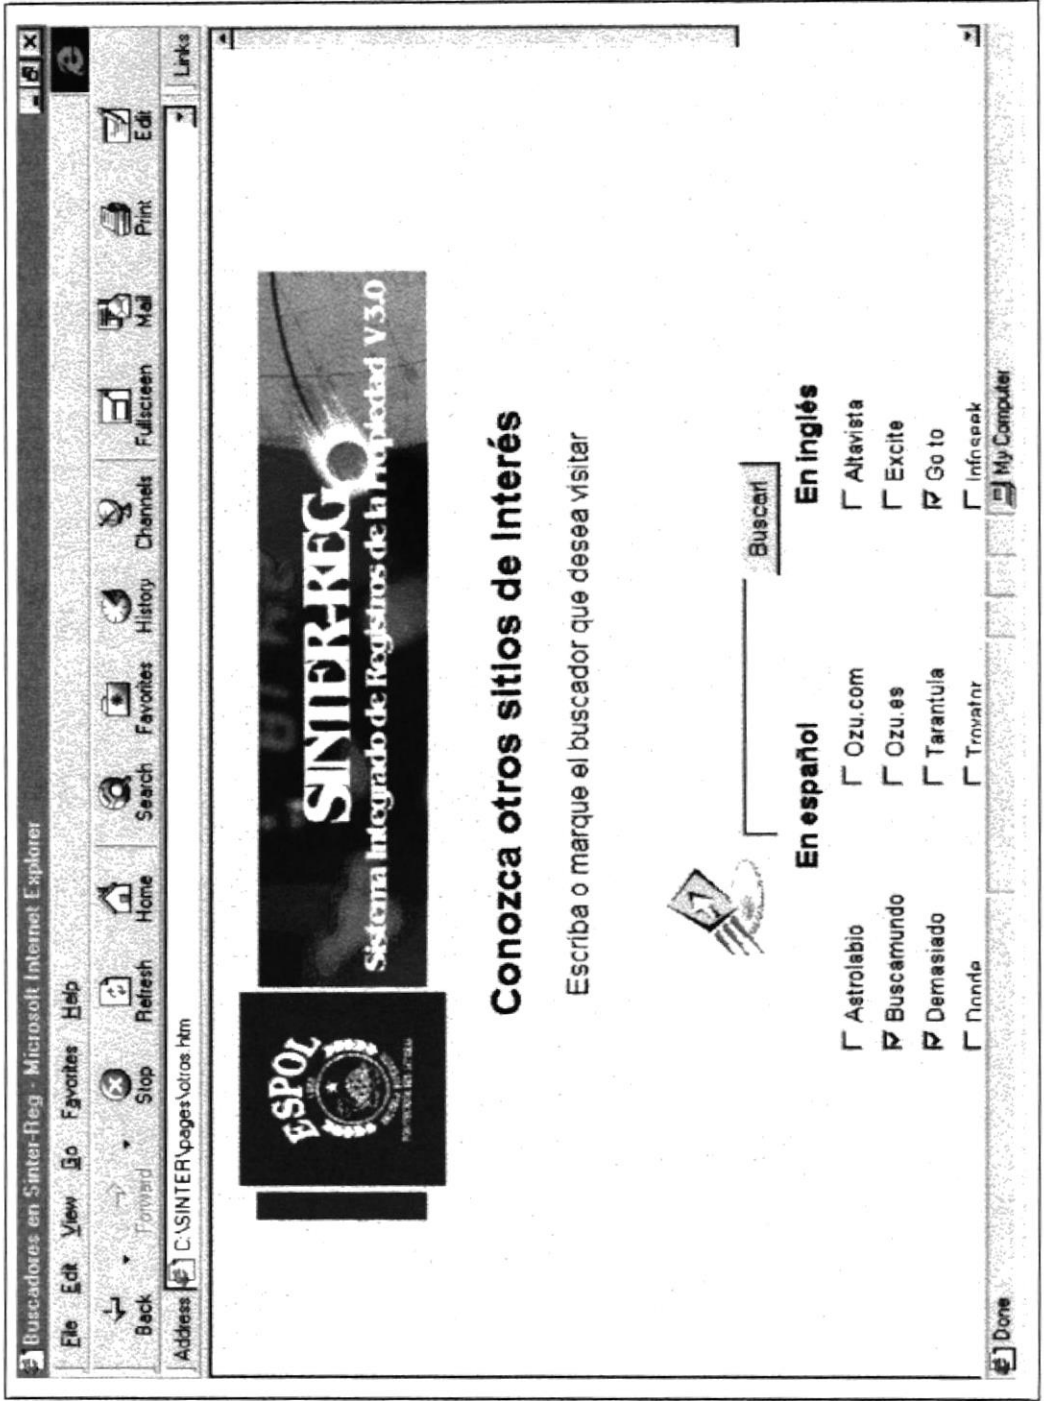 Buscadores en Sinter-Reg - Microsoft Internet Explorer
File Edit View Go Favorites Help
Back Forward Stop Refresh Home Search Favorites History Channels Fullscreen Mail Print Edit
Address C:\SINTER\pages\otros.htm Links
ESPOL
SINTER-REG
Sistema Integrado de Registros de la Propiedad V 3.0
Conozca otros sitios de Interés
Escriba o marque el buscador que desea visitar
Buscar!
En español En inglés
Astrolabio Ozu.com Altavista
Buscamundo Ozu.es Excite
Demasiado Tarantula Go to
Donde Trovator Infoseek
Done My Computer